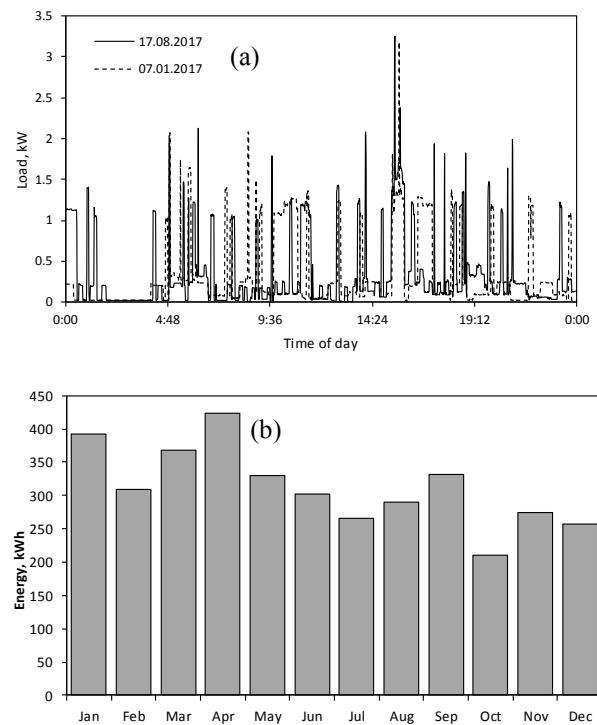 3.5
3
2.5
2
1.5
1
0.5
0
Load, kW
17.08.2017
07.01.2017
(a)
0:00 4:48 9:36 14:24 19:12 0:00
Time of day
450
400
350
300
250
200
150
100
50
0
Energy, kWh
(b)
Jan Feb Mar Apr May Jun Jul Aug Sep Oct Nov Dec